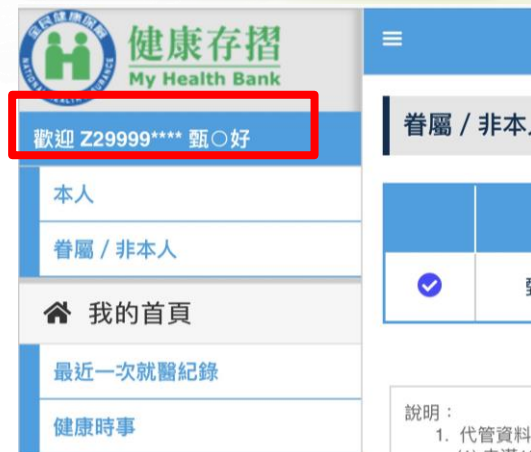 健康存摺
My Health Bank
歡迎 Z29999**** 甄○好
本人
眷屬 / 非本
我的首頁
最近一次就醫紀錄
健康時事
眷屬 / 非本人
說明：
1. 代管資料